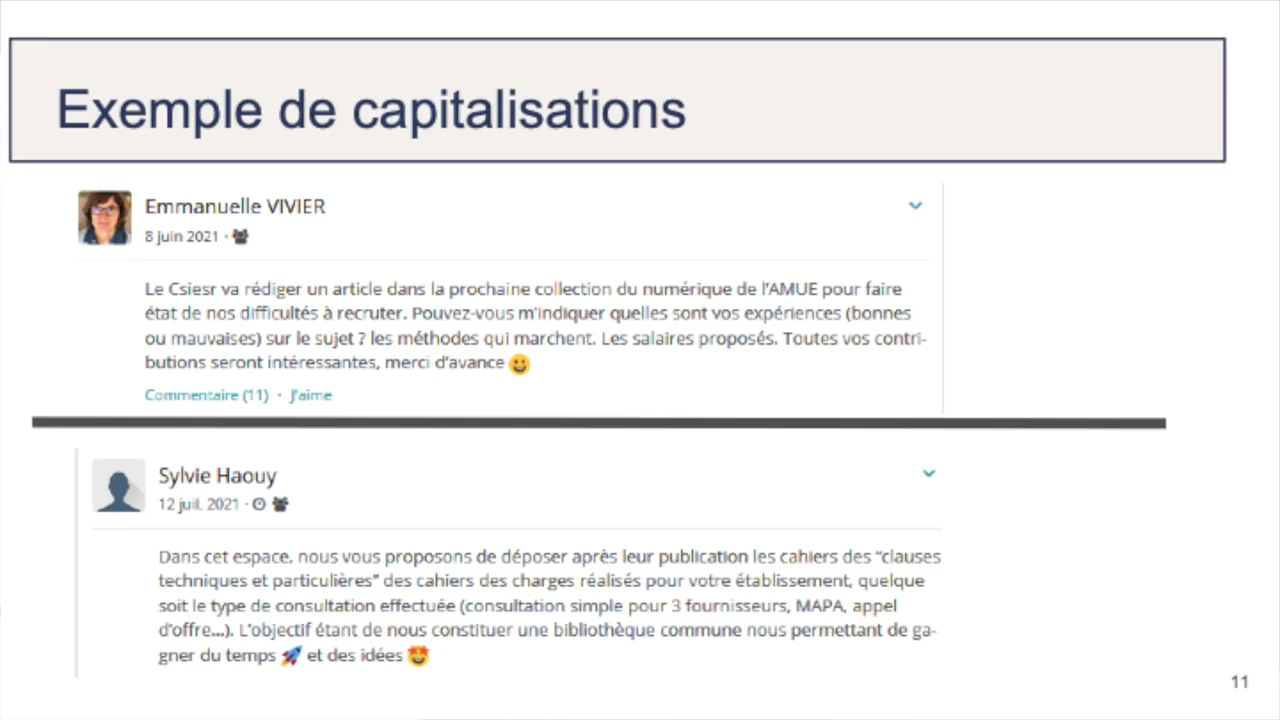 Exemple de capitalisations
Emmanuelle VIVIER
8 juin 2021 ·
Le Csiesr va rédiger un article dans la prochaine collection du numérique de l'AMUE pour faire
état de nos difficultés à recruter. Pouvez-vous m'indiquer quelles sont vos expériences (bonnes
ou mauvaises) sur le sujet ? les méthodes qui marchent. Les salaires proposés. Toutes vos contri-
butions seront intéressantes, merci d'avance 😀
Commentaire (11) · J'aime
Sylvie Haouy
12 juil. 2021 ·
Dans cet espace, nous vous proposons de déposer après leur publication les cahiers des "clauses
techniques et particulières" des cahiers des charges réalisés pour votre établissement, quelque
soit le type de consultation effectuée (consultation simple pour 3 fournisseurs, MAPA, appel
d'offre...). L'objectif étant de nous constituer une bibliothèque commune nous permettant de ga-
gner du temps 🚀 et des idées 🤩
11